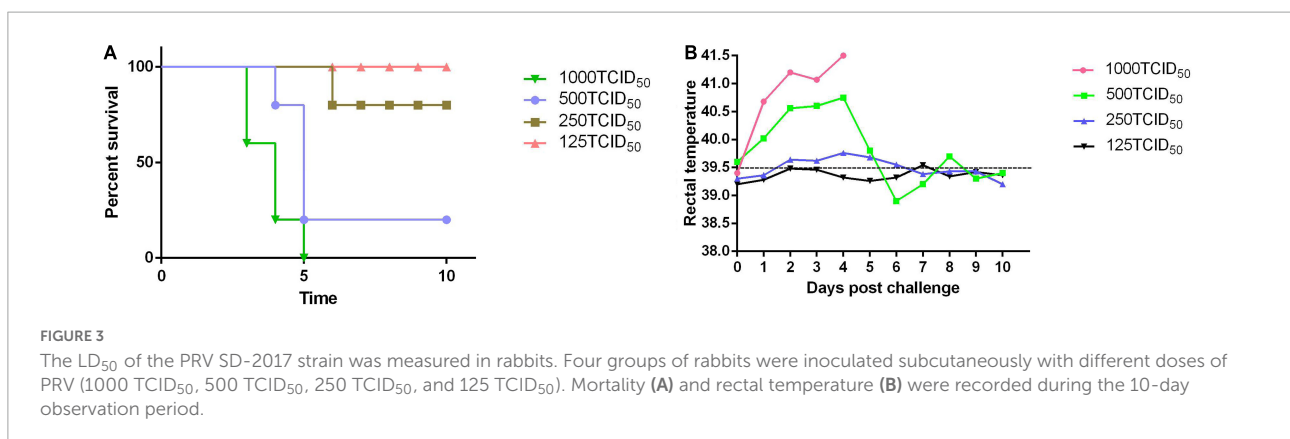 A
Percent survival
100
50
0
0
5
10
Time
1000TCID50
500TCID50
250TCID50
125TCID50
B
Rectal temperature
41.5
41.0
40.5
40.0
39.5
39.0
38.5
38.0
0 1 2 3 4 5 6 7 8 9 10
Days post challenge
1000TCID50
500TCID50
250TCID50
125TCID50
FIGURE 3
The LD50 of the PRV SD-2017 strain was measured in rabbits. Four groups of rabbits were inoculated subcutaneously with different doses of
PRV (1000 TCID50, 500 TCID50, 250 TCID50, and 125 TCID50). Mortality (A) and rectal temperature (B) were recorded during the 10-day
observation period.